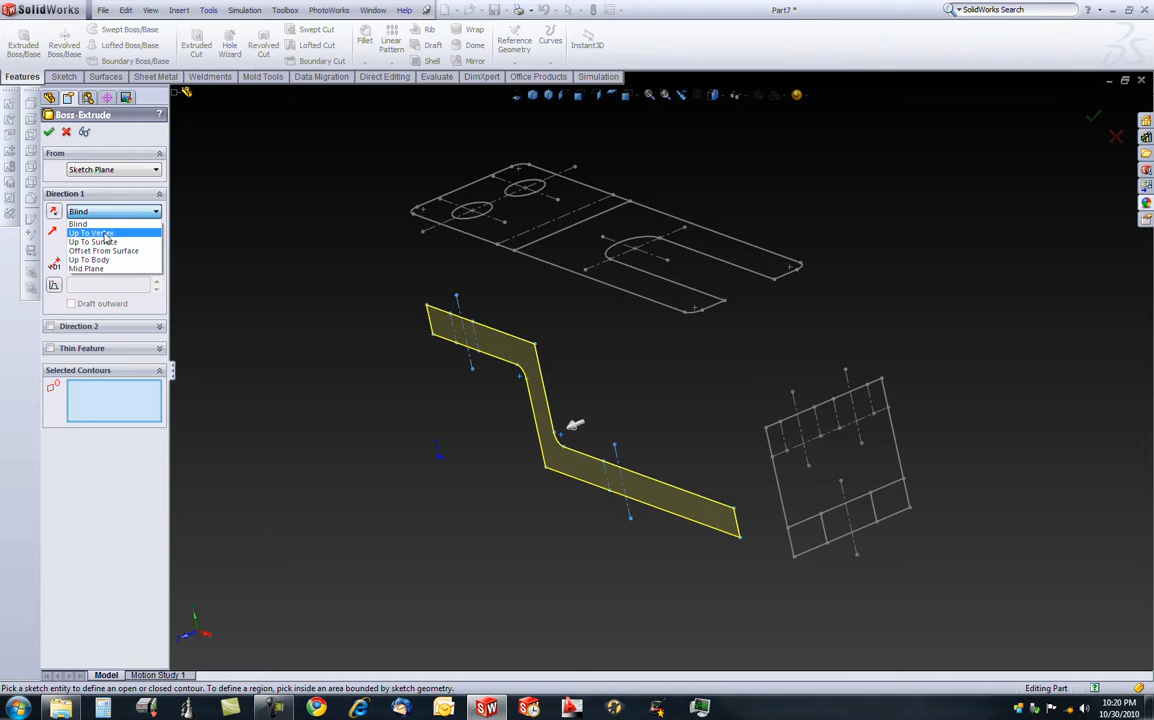 SolidWorks File Edit View Insert Tools Simulation Toolbox PhotoWorks Window Help Part7 * SolidWorks Search
Extruded Boss/Base
Revolved Boss/Base
Swept Boss/Base
Lofted Boss/Base
Boundary Boss/Base
Extruded Cut
Hole Wizard
Revolved Cut
Swept Cut
Lofted Cut
Boundary Cut
Fillet
Linear Pattern
Rib
Draft
Shell
Wrap
Dome
Mirror
Reference Geometry
Curves
Instant3D
Features Sketch Surfaces Sheet Metal Weldments Mold Tools Data Migration Direct Editing Evaluate DimXpert Office Products Simulation
Boss-Extrude ?
From
Sketch Plane
Direction 1
Blind
Blind
Up To Vertex
Up To Surface
Offset From Surface
Up To Body
Mid Plane
D1
Draft outward
Direction 2
Thin Feature
Selected Contours
Model Motion Study 1
Pick a sketch entity to define an open or closed contour. To define a region, pick inside an area bounded by sketch geometry. Editing Part
10:20 PM
10/30/2010